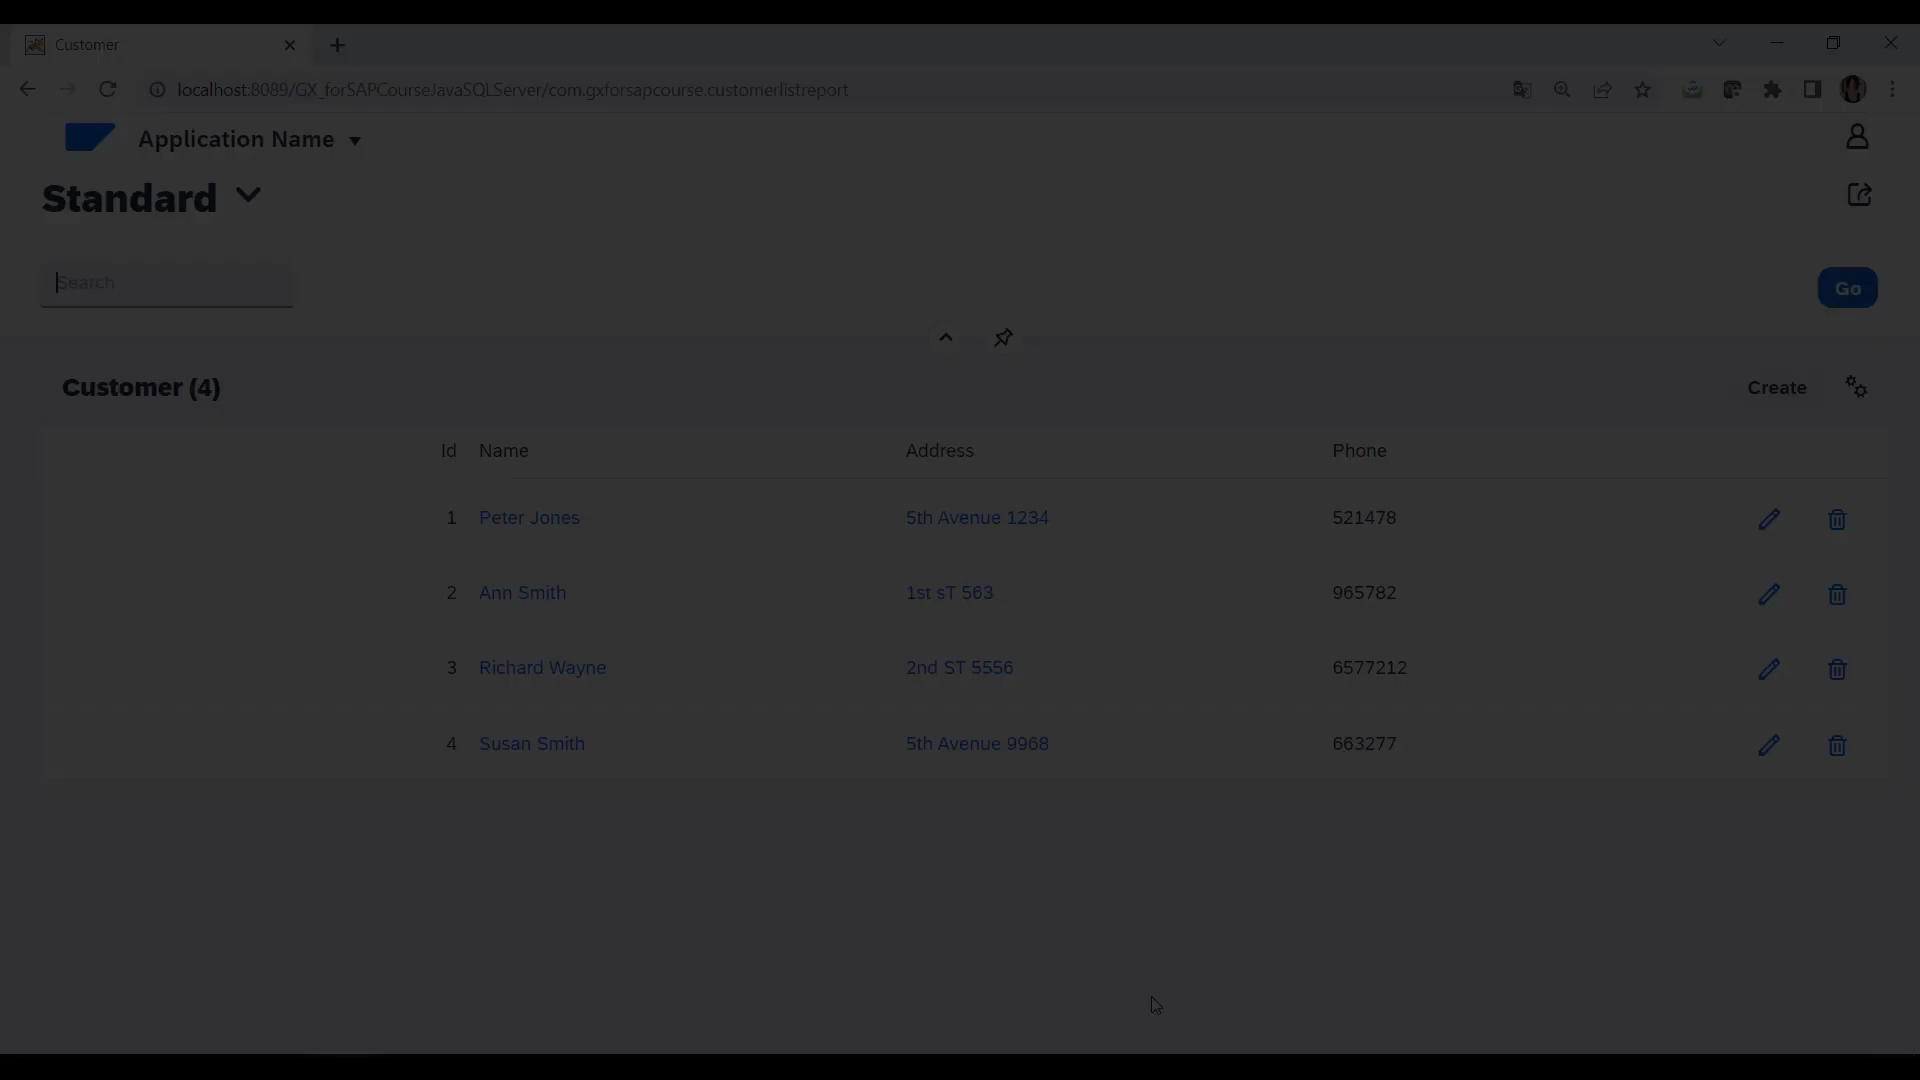 Customer
localhost:8089/GX_forSAPCourseJavaSQLServer/com.gxforsapcourse.customerlistreport
Application Name
Standard
Search
Go
Customer (4)
Create
Id Name Address Phone
1 Peter Jones 5th Avenue 1234 521478
2 Ann Smith 1st sT 563 965782
3 Richard Wayne 2nd ST 5556 6577212
4 Susan Smith 5th Avenue 9968 663277